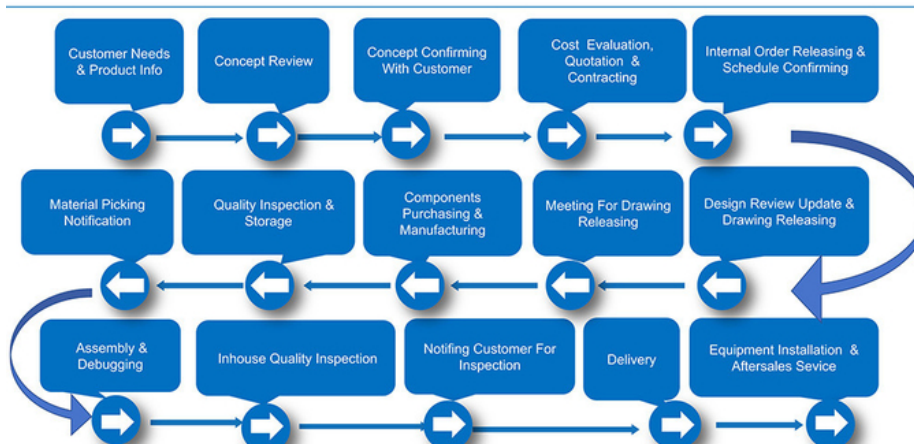 Customer Needs
& Product Info
Concept Review
Concept Confirming
With Customer
Cost Evaluation,
Quotation &
Contracting
Internal Order Releasing &
Schedule Confirming
Material Picking
Notification
Quality Inspection &
Storage
Components
Purchasing &
Manufacturing
Meeting For Drawing
Releasing
Design Review Update &
Drawing Releasing
Assembly &
Debugging
Inhouse Quality Inspection
Notifing Customer For
Inspection
Delivery
Equipment Installation &
Aftersales Sevice